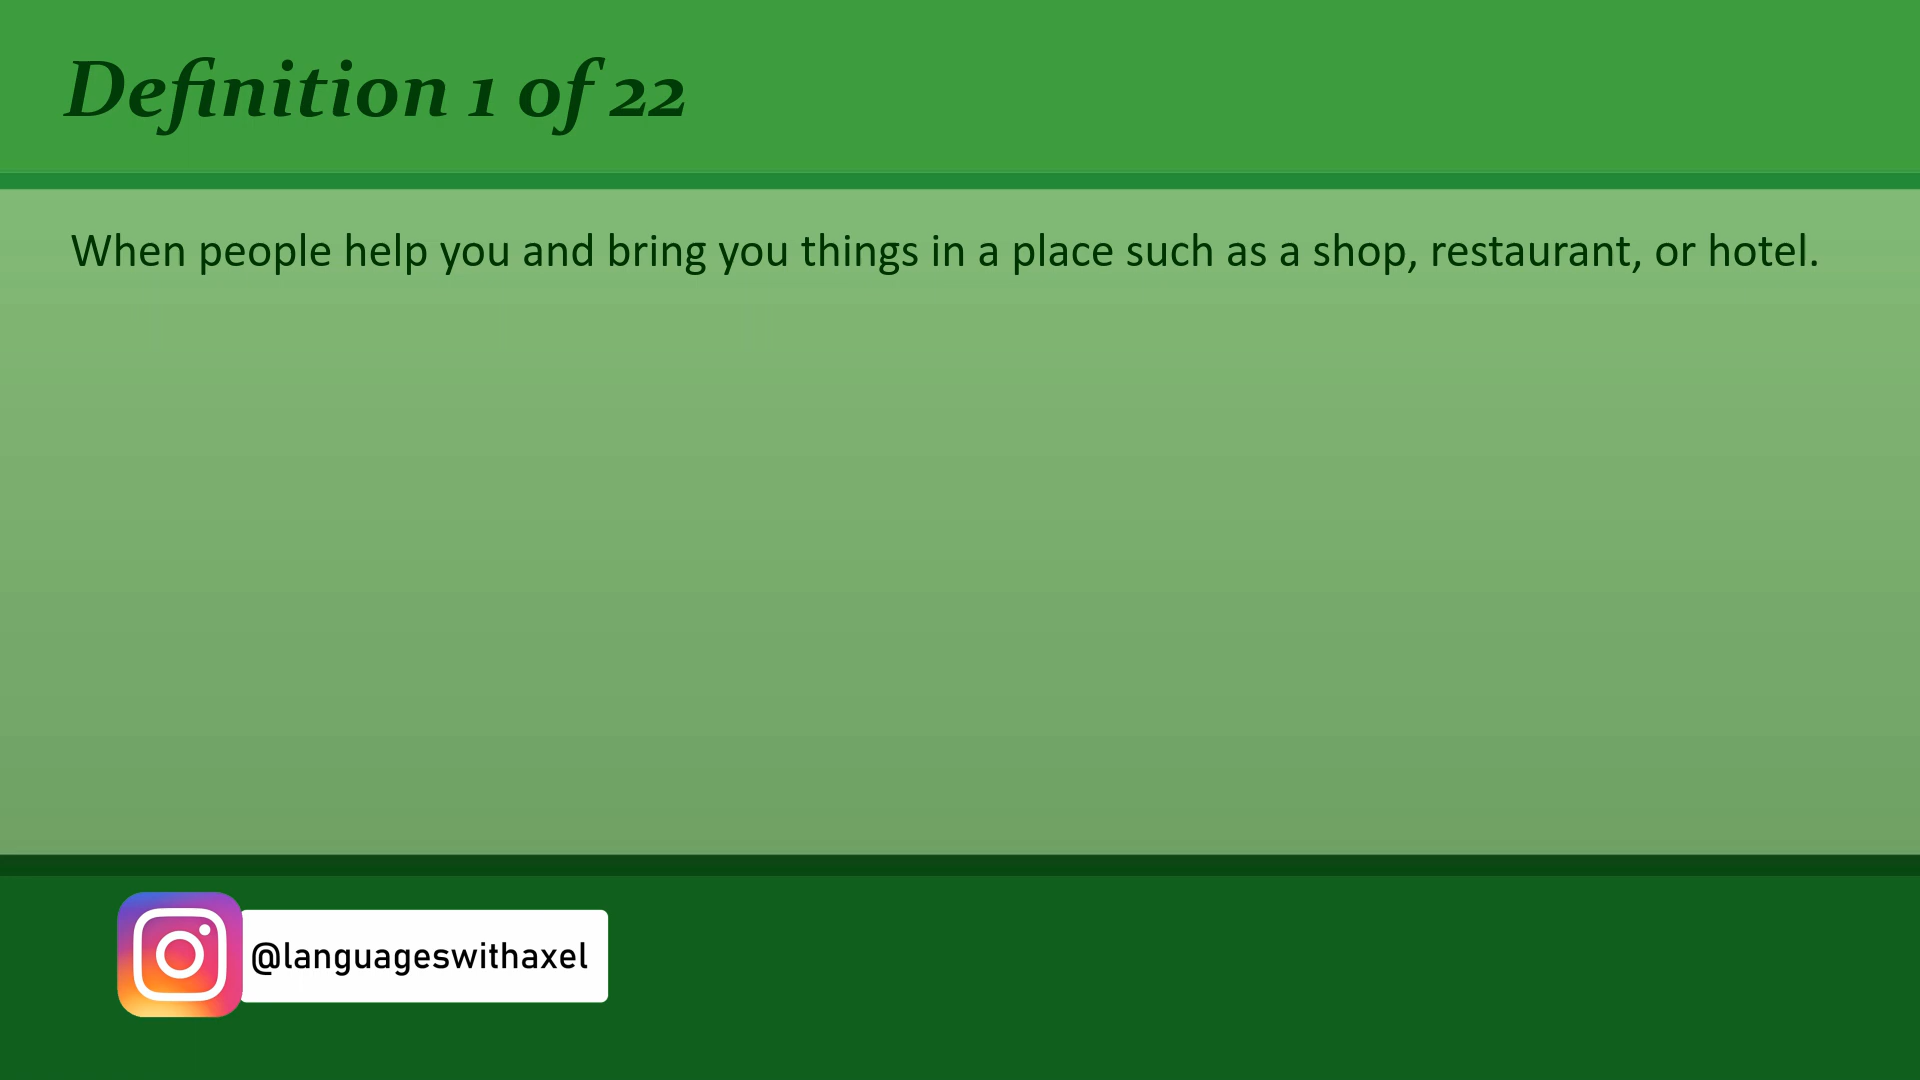 Definition 1 of 22
When people help you and bring you things in a place such as a shop, restaurant, or hotel.
@languageswithaxel